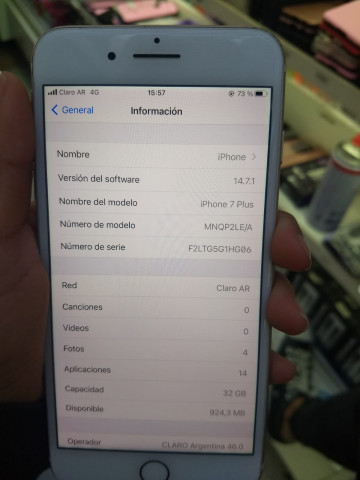 Claro AR 4G 15:57 73 %
General Información
Nombre iPhone
Versión del software 14.7.1
Nombre del modelo iPhone 7 Plus
Número de modelo MNQP2LE/A
Número de serie F2LTG5G1HG06
Red Claro AR
Canciones 0
Videos 0
Fotos 4
Aplicaciones 14
Capacidad 32 GB
Disponible 924,3 MB
Operador CLARO Argentina 46.0